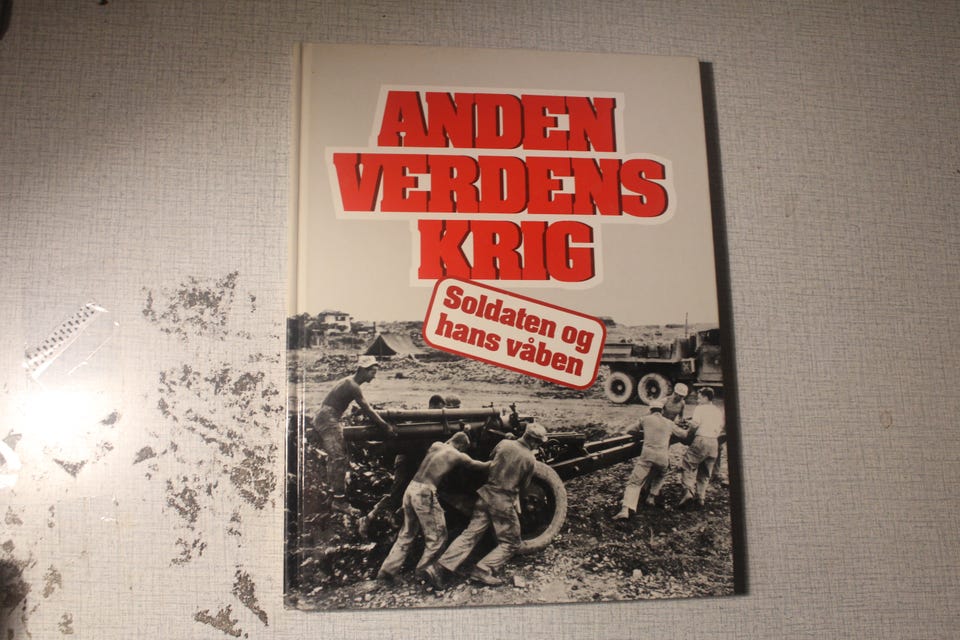 ANDEN
VERDENS
KRIG
Soldaten og
hans våben